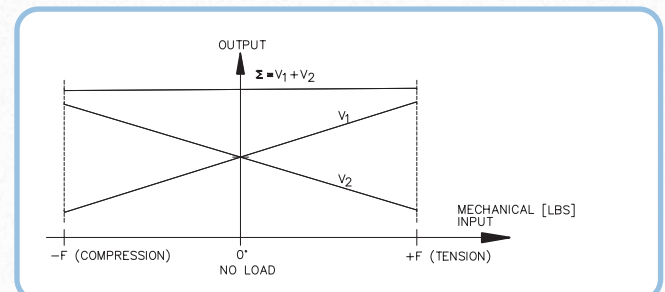 OUTPUT
Σ=V₁+V₂
V₁
V₂
MECHANICAL [LBS]
INPUT
−F (COMPRESSION)
0°
+F (TENSION)
NO LOAD